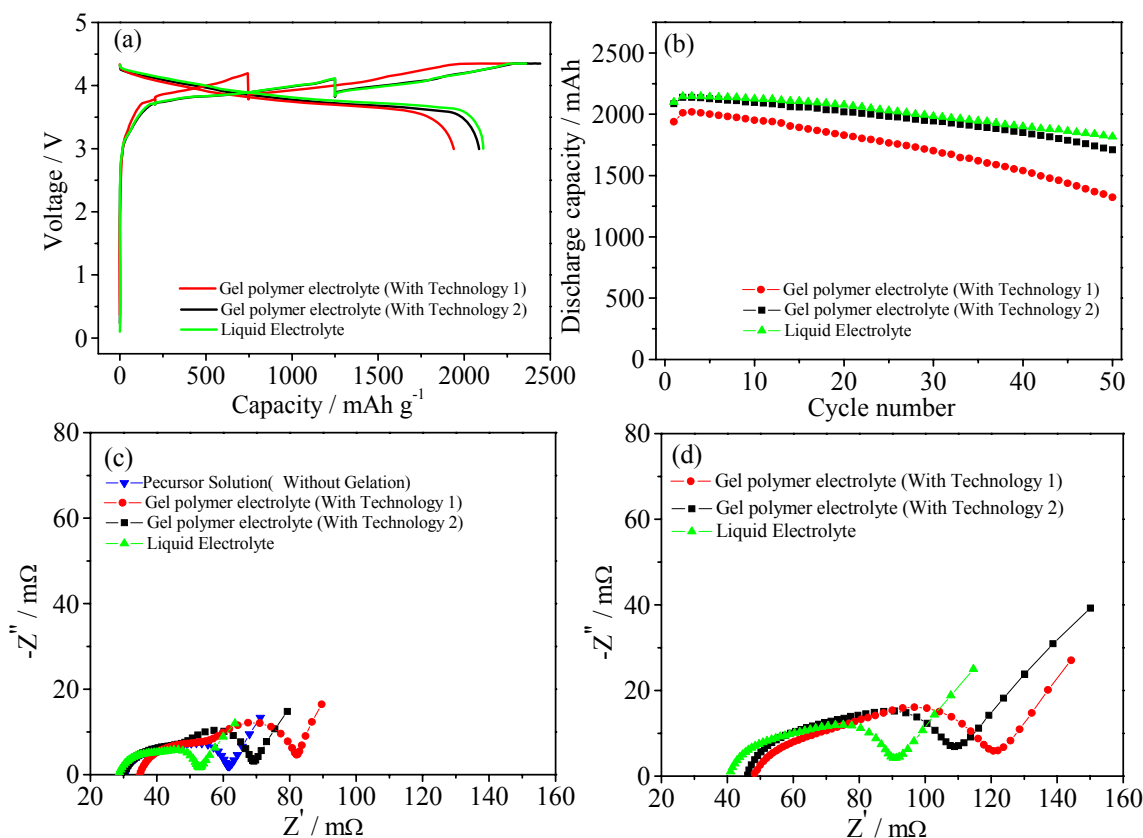 (a)
Voltage / V
5
4
3
2
1
0
Gel polymer electrolyte (With Technology 1)
Gel polymer electrolyte (With Technology 2)
Liquid Electrolyte
0 500 1000 1500 2000 2500
Capacity / mAh g-1
(b)
Discharge capacity / mAh
2500
2000
1500
1000
500
0
Gel polymer electrolyte (With Technology 1)
Gel polymer electrolyte (With Technology 2)
Liquid Electrolyte
0 10 20 30 40 50
Cycle number
(c)
-Z'' / mΩ
80
60
40
20
0
Pecursor Solution( Without Gelation)
Gel polymer electrolyte (With Technology 1)
Gel polymer electrolyte (With Technology 2)
Liquid Electrolyte
20 40 60 80 100 120 140 160
Z' / mΩ
(d)
-Z'' / mΩ
80
60
40
20
0
Gel polymer electrolyte (With Technology 1)
Gel polymer electrolyte (With Technology 2)
Liquid Electrolyte
20 40 60 80 100 120 140 160
Z' / mΩ